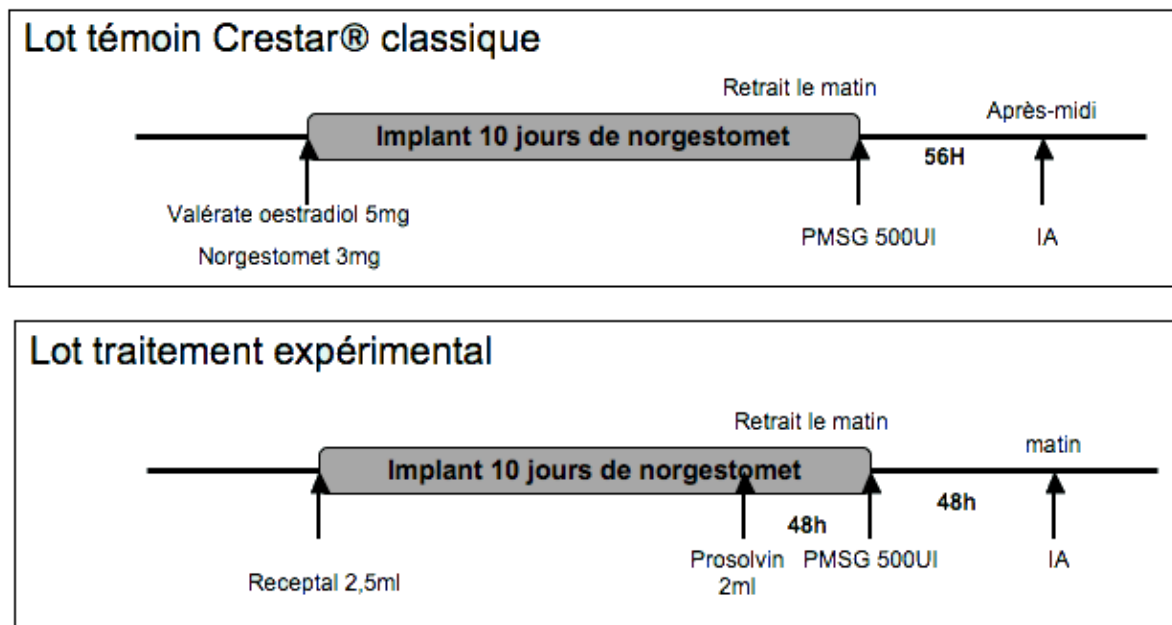 Lot témoin Crestar® classique
Retrait le matin
Après-midi
Implant 10 jours de norgestomet
56H
Valérate oestradiol 5mg
PMSG 500UI
IA
Norgestomet 3mg
Lot traitement expérimental
Retrait le matin
matin
Implant 10 jours de norgestomet
48h
48h
Receptal 2,5ml
Prosolvin
2ml
PMSG 500UI
IA